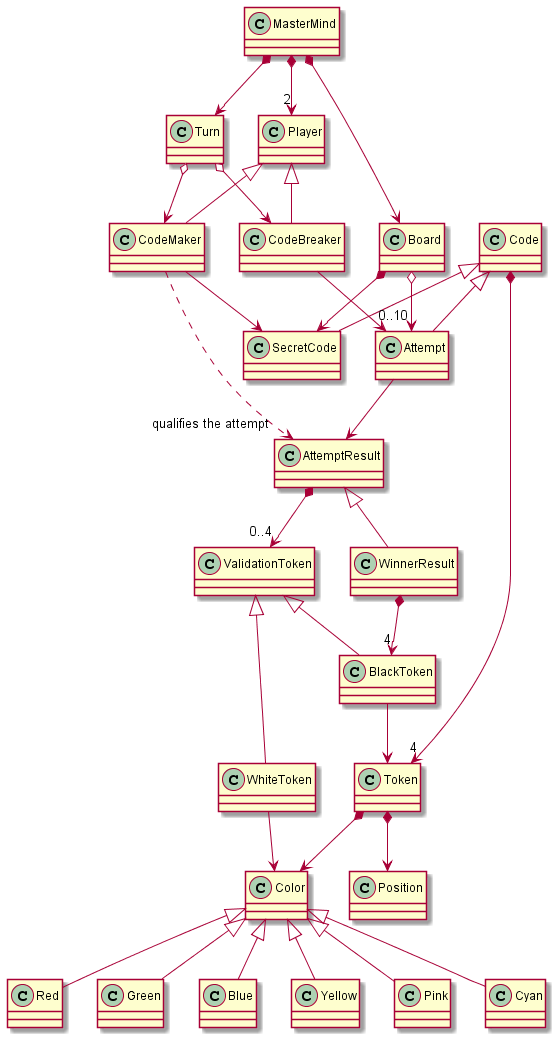 C MasterMind
2
C Turn
C Player
C CodeMaker
C CodeBreaker
C Board
C Code
0..10
C SecretCode
C Attempt
qualifies the attempt
C AttemptResult
0..4
C ValidationToken
C WinnerResult
4
C BlackToken
4
C WhiteToken
C Token
C Color
C Position
C Red
C Green
C Blue
C Yellow
C Pink
C Cyan